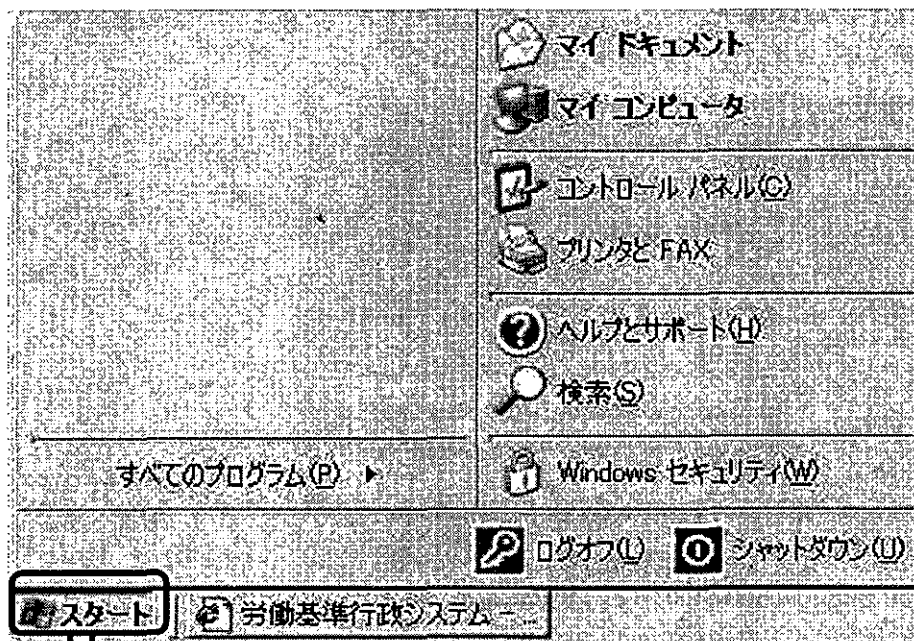 マイ ドキュメント
マイ コンピュータ
コントロール パネル(C)
プリンタと FAX
ヘルプとサポート(H)
検索(S)
すべてのプログラム(P)
Windows セキュリティ(W)
ログオフ(L)
シャットダウン(U)
スタート
労働基準行政システム - ...